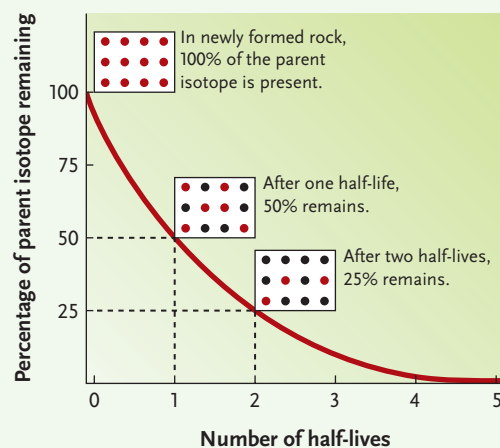 Percentage of parent isotope remaining
100
75
50
25
In newly formed rock,
100% of the parent
isotope is present.
After one half-life,
50% remains.
After two half-lives,
25% remains.
0 1 2 3 4 5
Number of half-lives